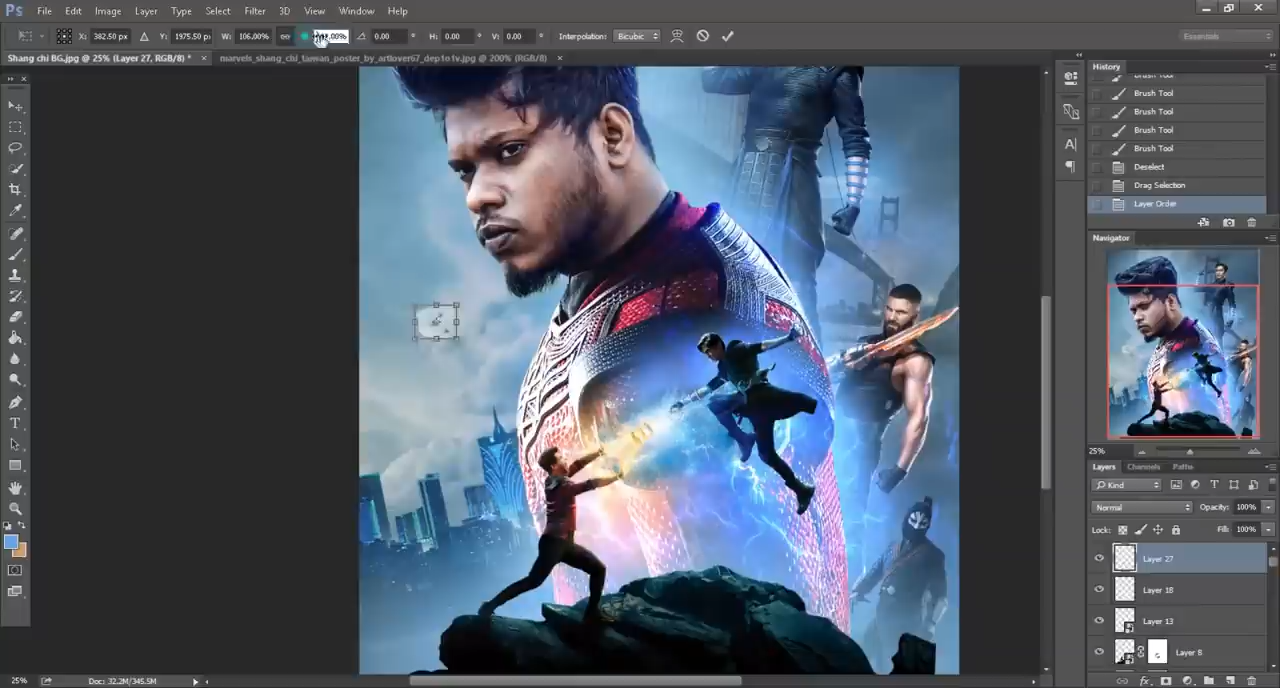 Ps File Edit Image Layer Type Select Filter 3D View Window Help
X: 382.50 px Y: 1975.50 px W: 106.00% 0.00 H: 0.00 V: 0.00 Interpolation: Bicubic Essentials
Shang chi BG.jpg @ 25% (Layer 27, RGB/8) * × marvels_shang_chi_taiwan_poster_by_artlover67_dep1o1v.jpg @ 200% (RGB/8) ×
History
Brush Tool
Brush Tool
Brush Tool
Brush Tool
Brush Tool
Deselect
Drag Selection
Layer Order
Navigator
25%
Layers Channels Paths
Kind
Normal Opacity: 100%
Lock: Fill: 100%
Layer 27
Layer 18
Layer 13
Layer 8
25% Doc: 32.2M/345.5M